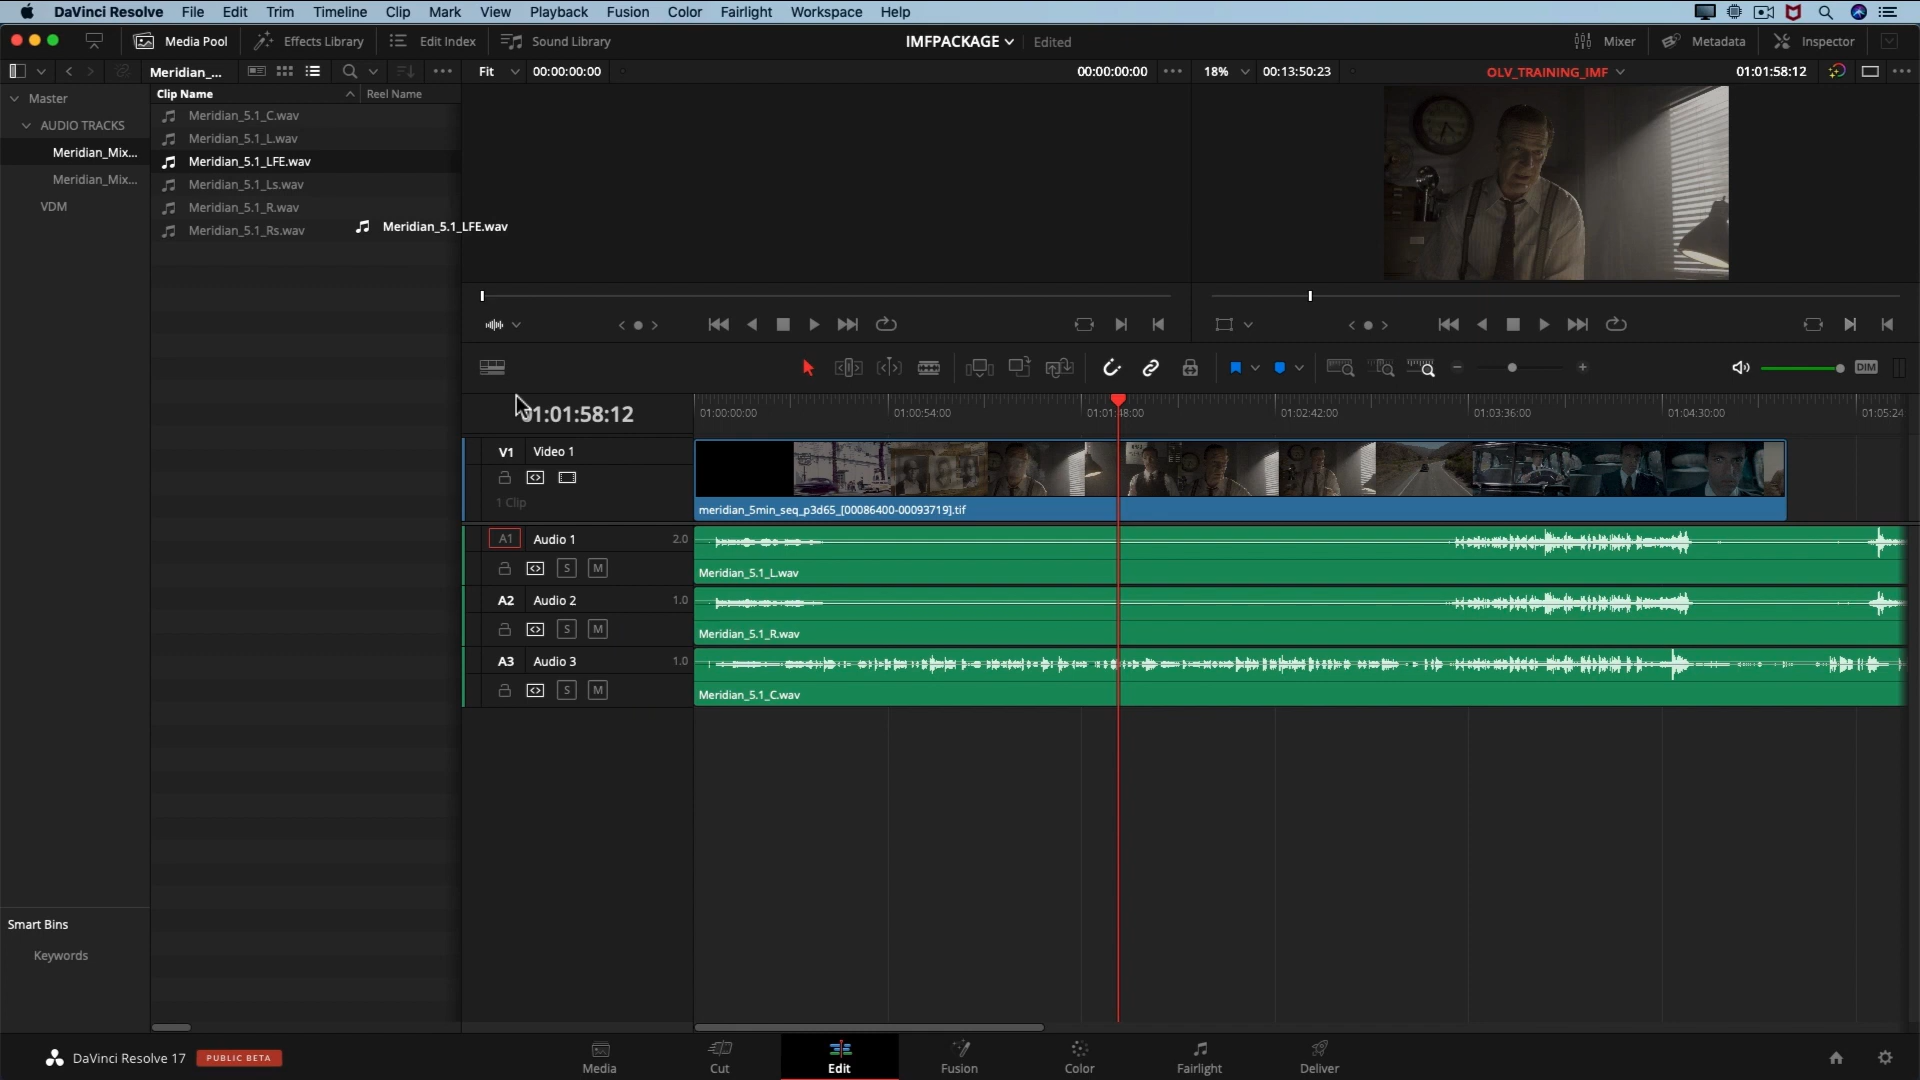 DaVinci Resolve File Edit Trim Timeline Clip Mark View Playback Fusion Color Fairlight Workspace Help
Media Pool Effects Library Edit Index Sound Library IMFPACKAGE Edited Mixer Metadata Inspector
Meridian_... Fit 00:00:00:00 00:00:00:00 18% 00:13:50:23 OLV_TRAINING_IMF 01:01:58:12
Master Clip Name Reel Name
AUDIO TRACKS
Meridian_Mix...
Meridian_Mix...
VDM
Meridian_5.1_C.wav
Meridian_5.1_L.wav
Meridian_5.1_LFE.wav
Meridian_5.1_Ls.wav
Meridian_5.1_R.wav
Meridian_5.1_Rs.wav
Meridian_5.1_LFE.wav
DIM
01:01:58:12 01:00:00:00 01:00:54:00 01:01:48:00 01:02:42:00 01:03:36:00 01:04:30:00 01:05:24
V1 Video 1
1 Clip
meridian_5min_seq_p3d65_[00086400-00093719].tif
A1 Audio 1 2.0
S M
Meridian_5.1_L.wav
A2 Audio 2 1.0
S M
Meridian_5.1_R.wav
A3 Audio 3 1.0
S M
Meridian_5.1_C.wav
Smart Bins
Keywords
DaVinci Resolve 17 PUBLIC BETA
Media Cut Edit Fusion Color Fairlight Deliver